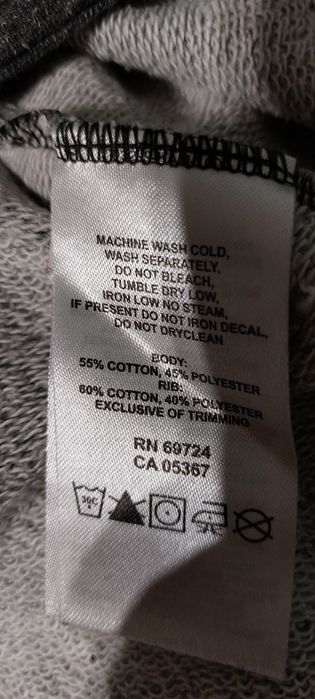 MACHINE WASH COLD,
WASH SEPARATELY,
DO NOT BLEACH,
TUMBLE DRY LOW,
IRON LOW NO STEAM,
IF PRESENT DO NOT IRON DECAL,
DO NOT DRYCLEAN
BODY:
55% COTTON, 45% POLYESTER
RIB:
60% COTTON, 40% POLYESTER
EXCLUSIVE OF TRIMMING
RN 69724
CA 05367
30C